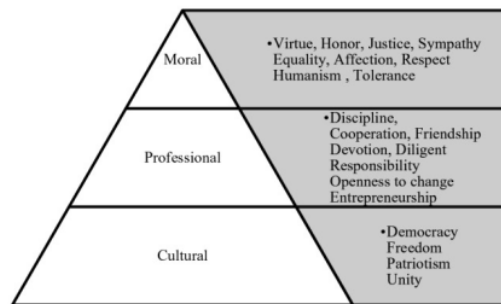 Moral
•Virtue, Honor, Justice, Sympathy
Equality, Affection, Respect
Humanism , Tolerance
Professional
•Discipline,
Cooperation, Friendship
Devotion, Diligent
Responsibility
Openness to change
Entrepreneurship
Cultural
•Democracy
Freedom
Patriotism
Unity